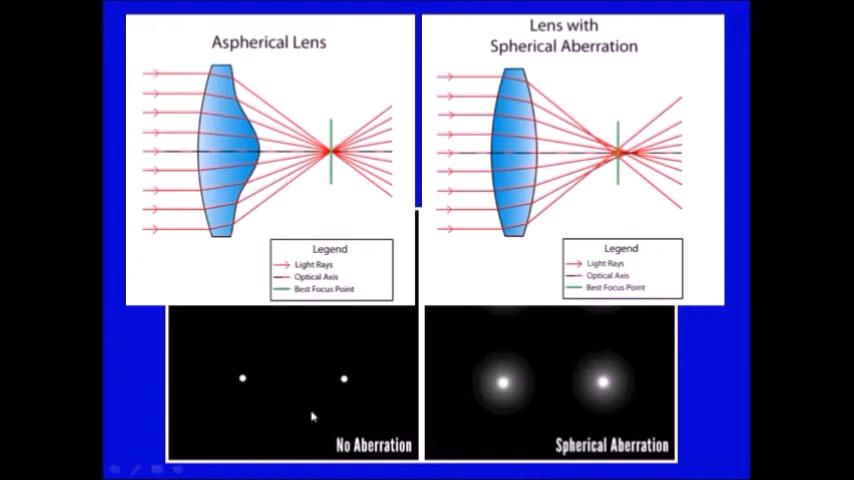 Aspherical Lens
Legend
Light Rays
Optical Axis
Best Focus Point
Lens with
Spherical Aberration
Legend
Light Rays
Optical Axis
Best Focus Point
No Aberration
Spherical Aberration